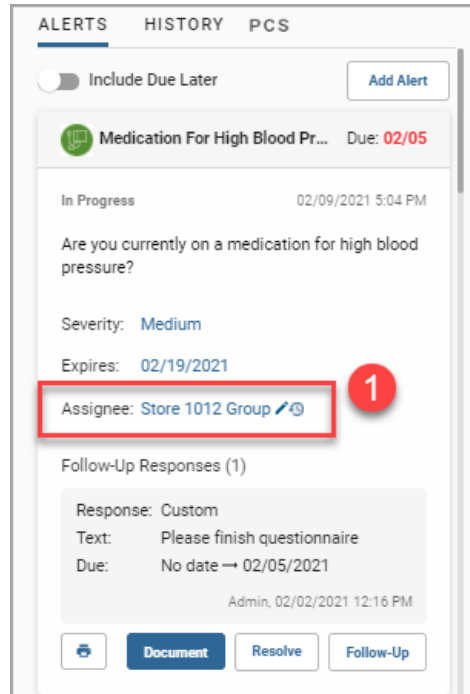 ALERTS HISTORY PCS
Include Due Later Add Alert
Medication For High Blood Pr... Due: 02/05
In Progress 02/09/2021 5:04 PM
Are you currently on a medication for high blood
pressure?
Severity: Medium
Expires: 02/19/2021
1
Assignee: Store 1012 Group
Follow-Up Responses (1)
Response: Custom
Text: Please finish questionnaire
Due: No date → 02/05/2021
Admin, 02/02/2021 12:16 PM
Document Resolve Follow-Up